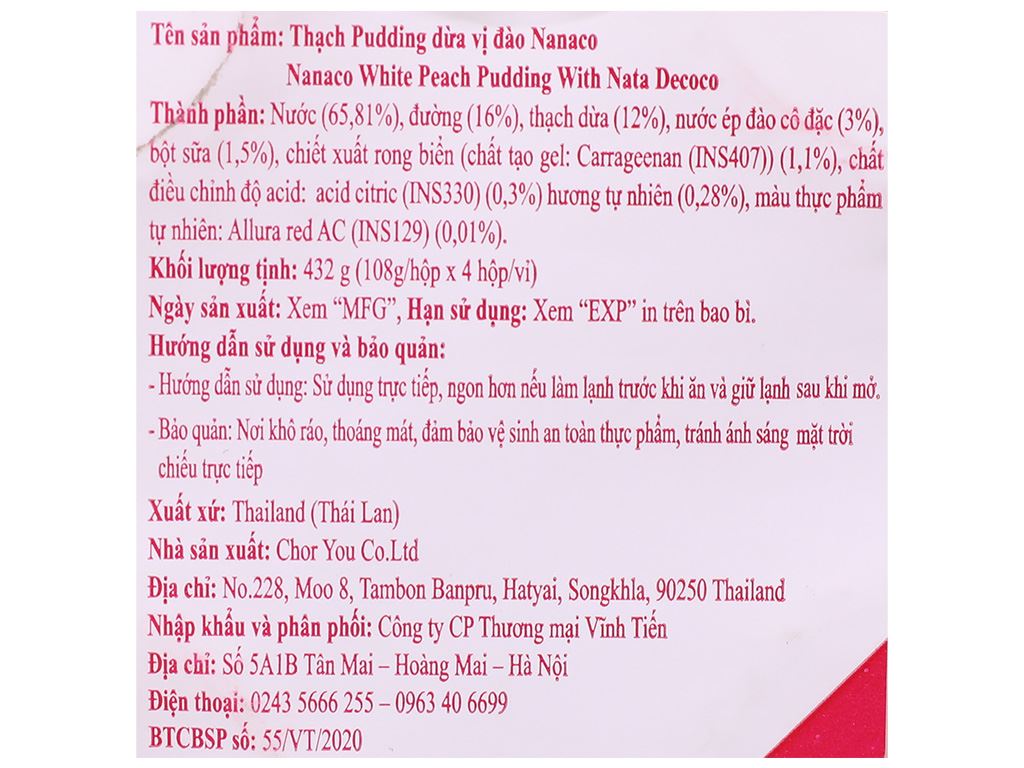 Tên sản phẩm: Thạch Pudding dừa vị đào Nanaco
Nanaco White Peach Pudding With Nata Decoco
Thành phần: Nước (65,81%), đường (16%), thạch dừa (12%), nước ép đào cô đặc (3%),
bột sữa (1,5%), chiết xuất rong biển (chất tạo gel: Carrageenan (INS407)) (1,1%), chất
điều chỉnh độ acid: acid citric (INS330) (0,3%) hương tự nhiên (0,28%), màu thực phẩm
tự nhiên: Allura red AC (INS129) (0,01%).
Khối lượng tịnh: 432 g (108g/hộp x 4 hộp/vỉ)
Ngày sản xuất: Xem “MFG”, Hạn sử dụng: Xem “EXP” in trên bao bì.
Hướng dẫn sử dụng và bảo quản:
- Hướng dẫn sử dụng: Sử dụng trực tiếp, ngon hơn nếu làm lạnh trước khi ăn và giữ lạnh sau khi mở.
- Bảo quản: Nơi khô ráo, thoáng mát, đảm bảo vệ sinh an toàn thực phẩm, tránh ánh sáng mặt trời
chiếu trực tiếp
Xuất xứ: Thailand (Thái Lan)
Nhà sản xuất: Chor You Co.Ltd
Địa chỉ: No.228, Moo 8, Tambon Banpru, Hatyai, Songkhla, 90250 Thailand
Nhập khẩu và phân phối: Công ty CP Thương mại Vĩnh Tiến
Địa chỉ: Số 5A1B Tân Mai – Hoàng Mai – Hà Nội
Điện thoại: 0243 5666 255 – 0963 40 6699
BTCBSP số: 55/VT/2020